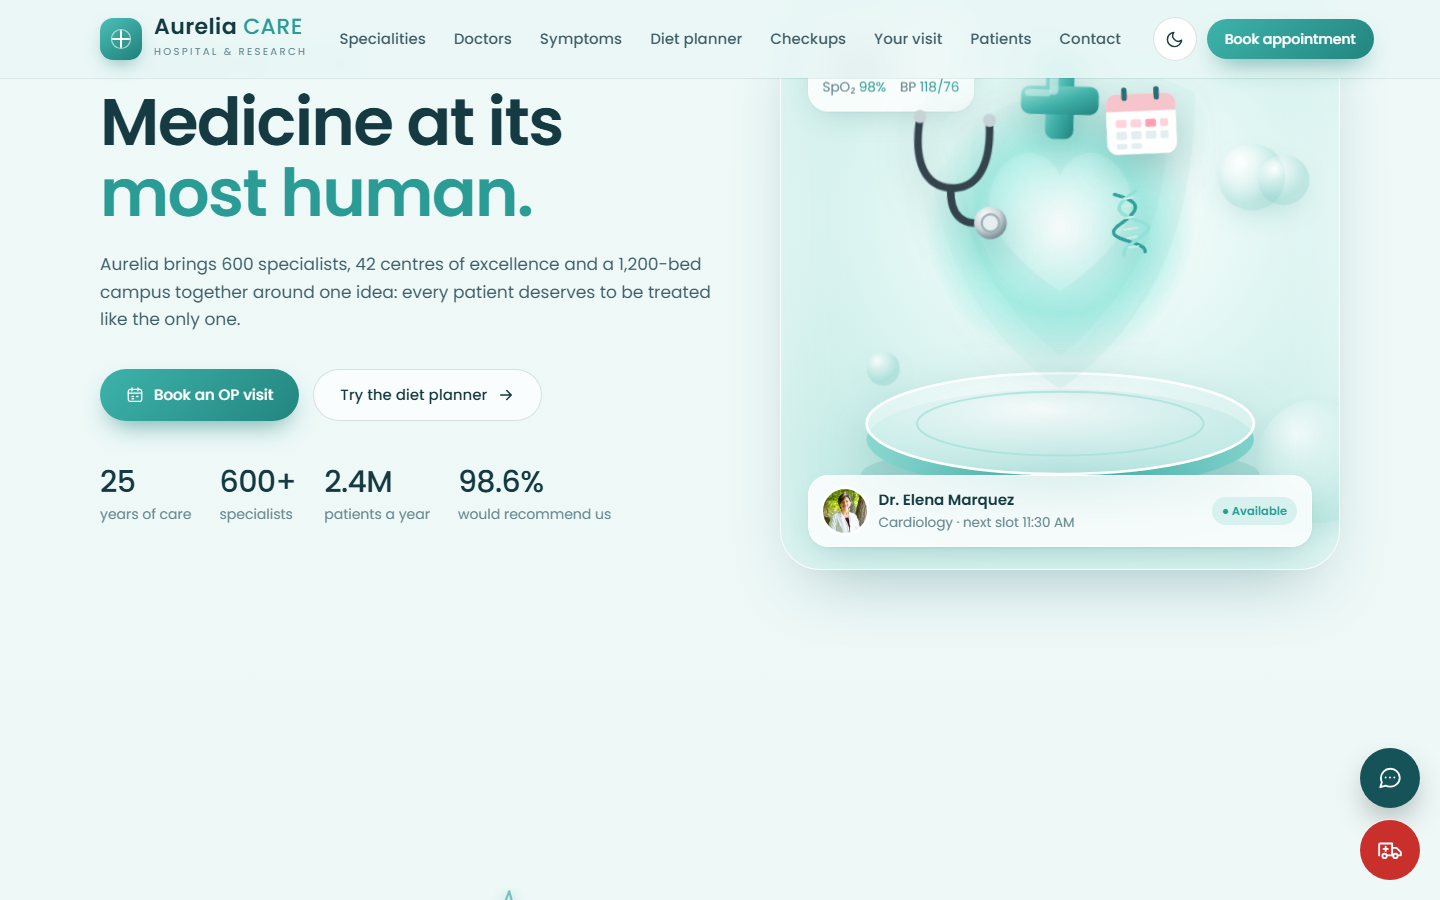 Aurelia CARE
HOSPITAL & RESEARCH
Specialities
Doctors
Symptoms
Diet planner
Checkups
Your visit
Patients
Contact
Book appointment
Medicine at its
most human.
Aurelia brings 600 specialists, 42 centres of excellence and a 1,200-bed
campus together around one idea: every patient deserves to be treated
like the only one.
Book an OP visit
Try the diet planner →
25
years of care
600+
specialists
2.4M
patients a year
98.6%
would recommend us
SpO₂ 98% BP 118/76
Dr. Elena Marquez
Cardiology · next slot 11:30 AM
● Available